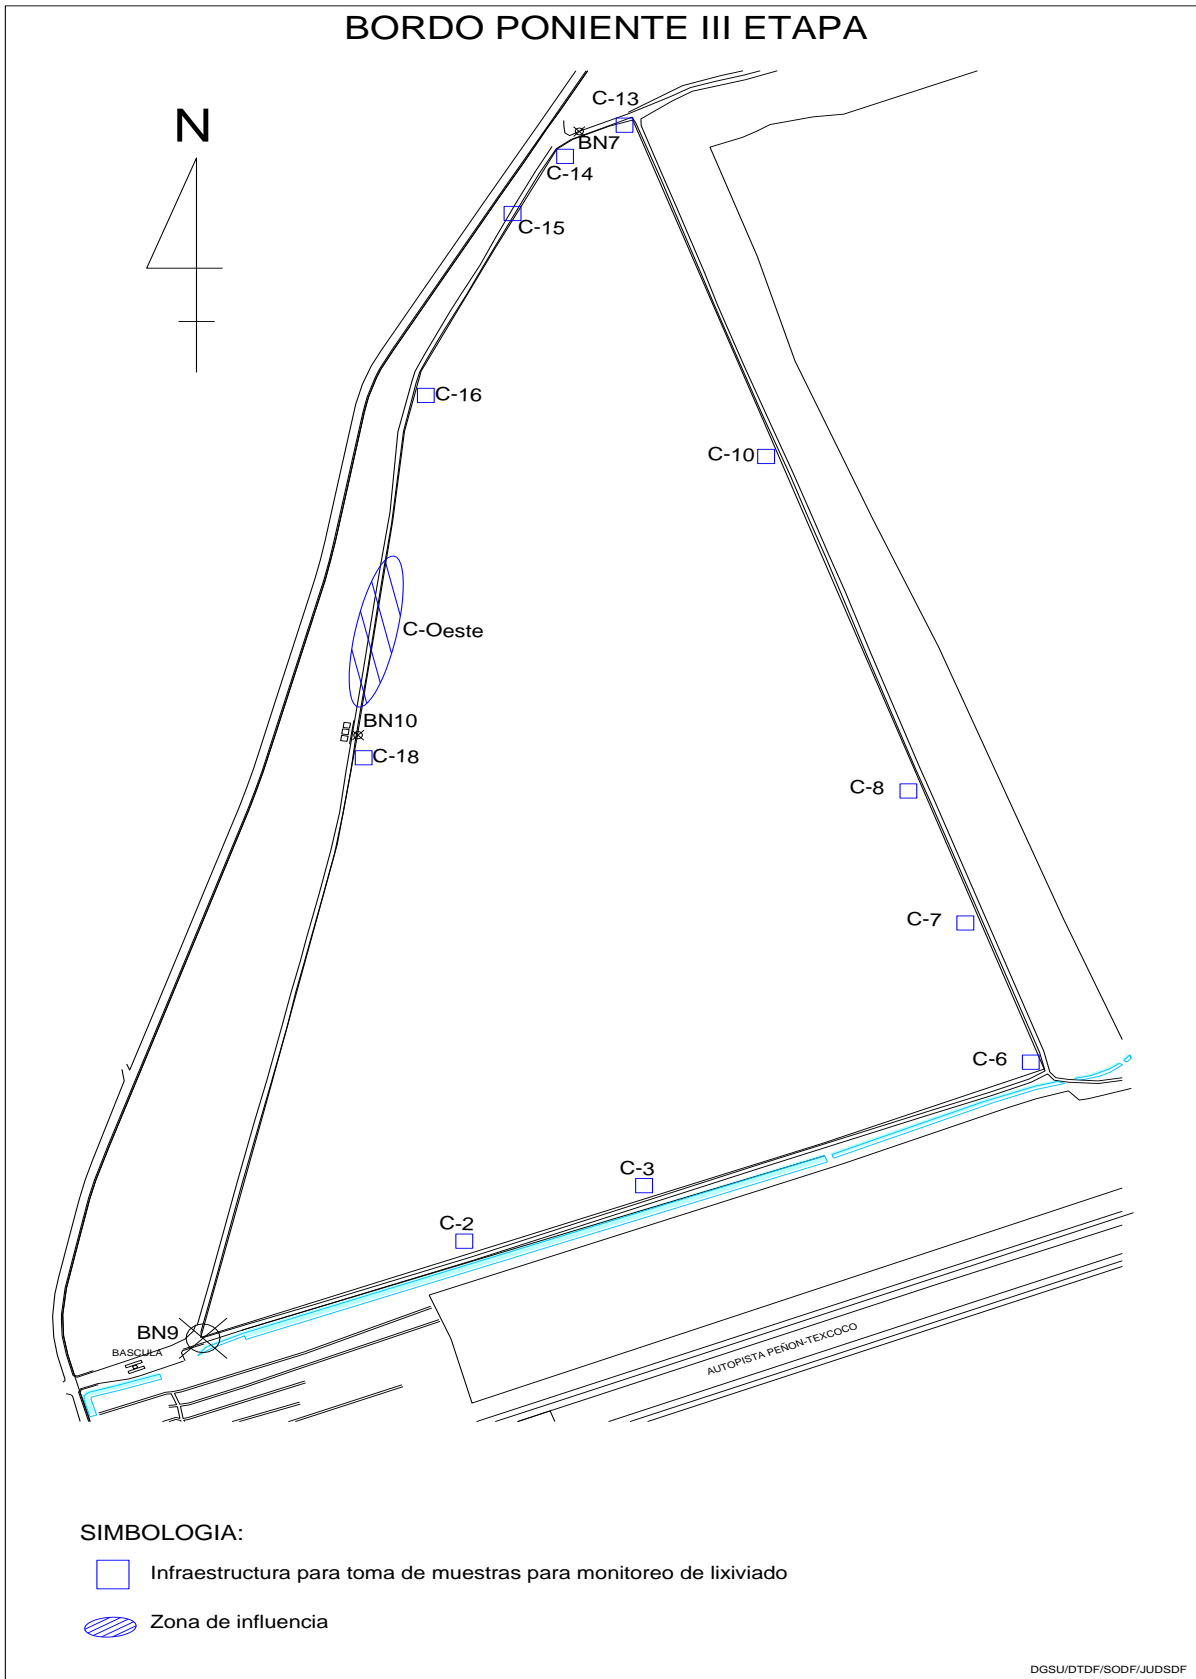 BORDO PONIENTE III ETAPA
N
C-13
BN7
C-14
C-15
C-16
C-10
C-Oeste
BN10
C-18
C-8
C-7
C-6
C-3
C-2
BN9
BASCULA
AUTOPISTA PEÑON-TEXCOCO
SIMBOLOGIA:
Infraestructura para toma de muestras para monitoreo de lixiviado
Zona de influencia
DGSU/DTDF/SODF/JUDSDF